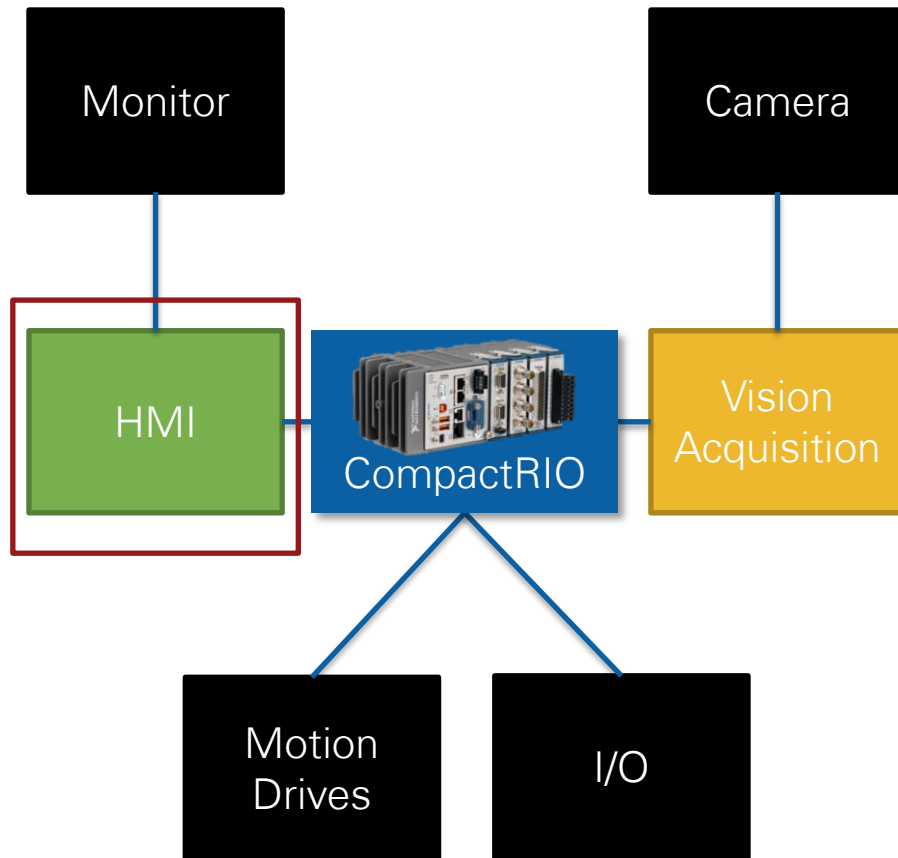 Monitor
Camera
HMI
CompactRIO
Vision
Acquisition
Motion
Drives
I/O